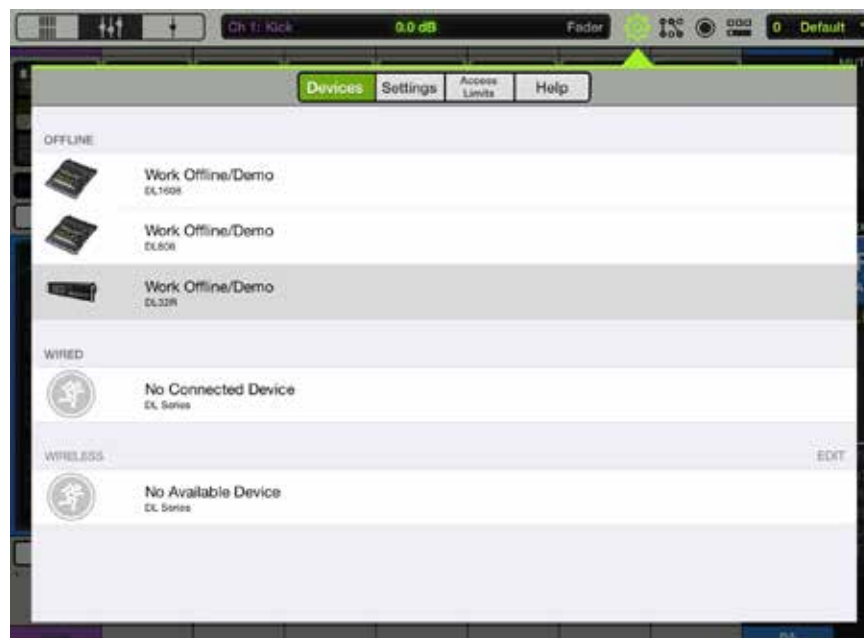 Ch 1: Kick 0.0 dB Fader 0 Default
Devices Settings Access Limits Help
OFFLINE
Work Offline/Demo
DL1608
Work Offline/Demo
DL806
Work Offline/Demo
DL32R
WIRED
No Connected Device
DL Series
WIRELESS EDIT
No Available Device
DL Series